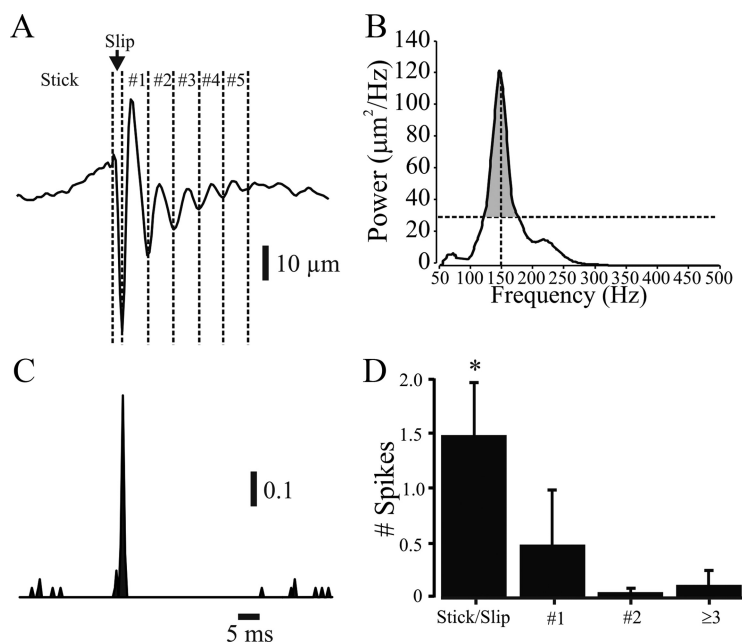 A
Slip
Stick
#1 #2 #3 #4 #5
10 µm
B
Power (µm²/Hz)
140
120
100
80
60
40
20
0
50 100 150 200 250 300 350 400 450 500
Frequency (Hz)
C
0.1
5 ms
D
# Spikes
2.0
1.5
1.0
0.5
0
*
Stick/Slip #1 #2 ≥3